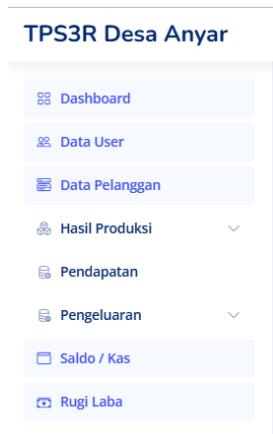 TPS3R Desa Anyar
Dashboard
Data User
Data Pelanggan
Hasil Produksi
Pendapatan
Pengeluaran
Saldo / Kas
Rugi Laba